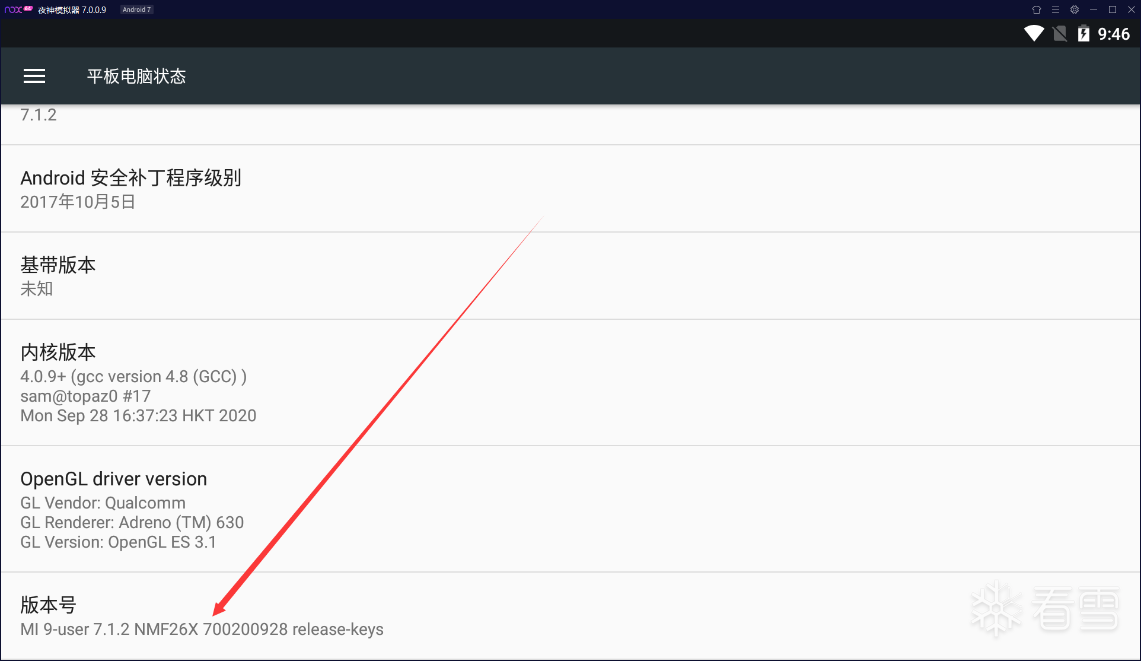 nox 夜神模拟器 7.0.0.9 Android 7
9:46
平板电脑状态
7.1.2
Android 安全补丁程序级别
2017年10月5日
基带版本
未知
内核版本
4.0.9+ (gcc version 4.8 (GCC) )
sam@topaz0 #17
Mon Sep 28 16:37:23 HKT 2020
OpenGL driver version
GL Vendor: Qualcomm
GL Renderer: Adreno (TM) 630
GL Version: OpenGL ES 3.1
版本号
MI 9-user 7.1.2 NMF26X 700200928 release-keys
看雪